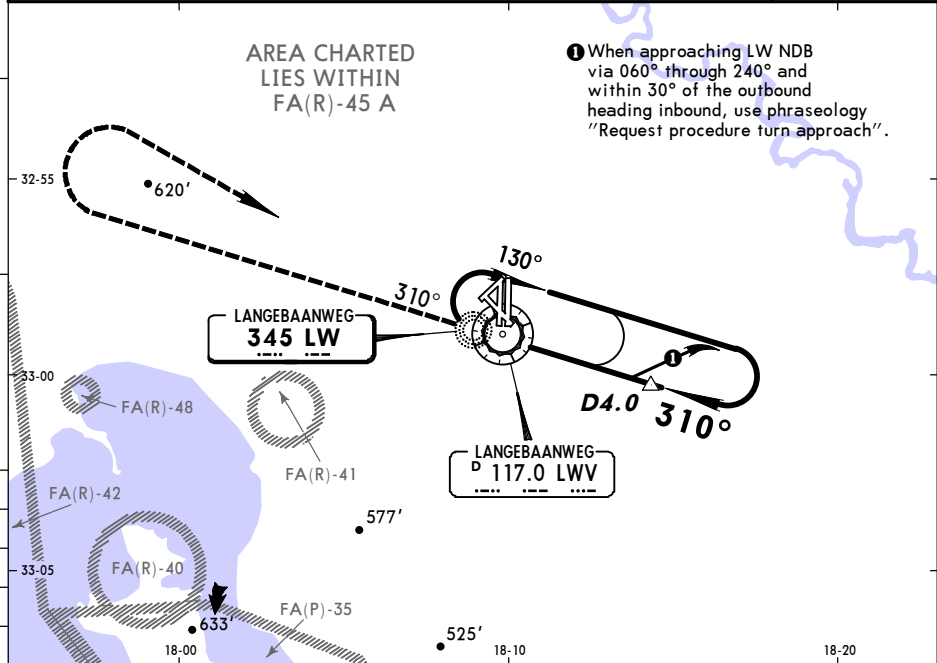 AREA CHARTED
LIES WITHIN
FA(R)-45 A
1 When approaching LW NDB
via 060° through 240° and
within 30° of the outbound
heading inbound, use phraseology
"Request procedure turn approach".
32-55
620'
130°
310°
LANGEBAANWEG
345 LW
33-00
1
D4.0
310°
FA(R)-48
LANGEBAANWEG
D 117.0 LWV
FA(R)-41
FA(R)-42
577'
33-05
FA(R)-40
FA(P)-35
633'
525'
18-00
18-10
18-20